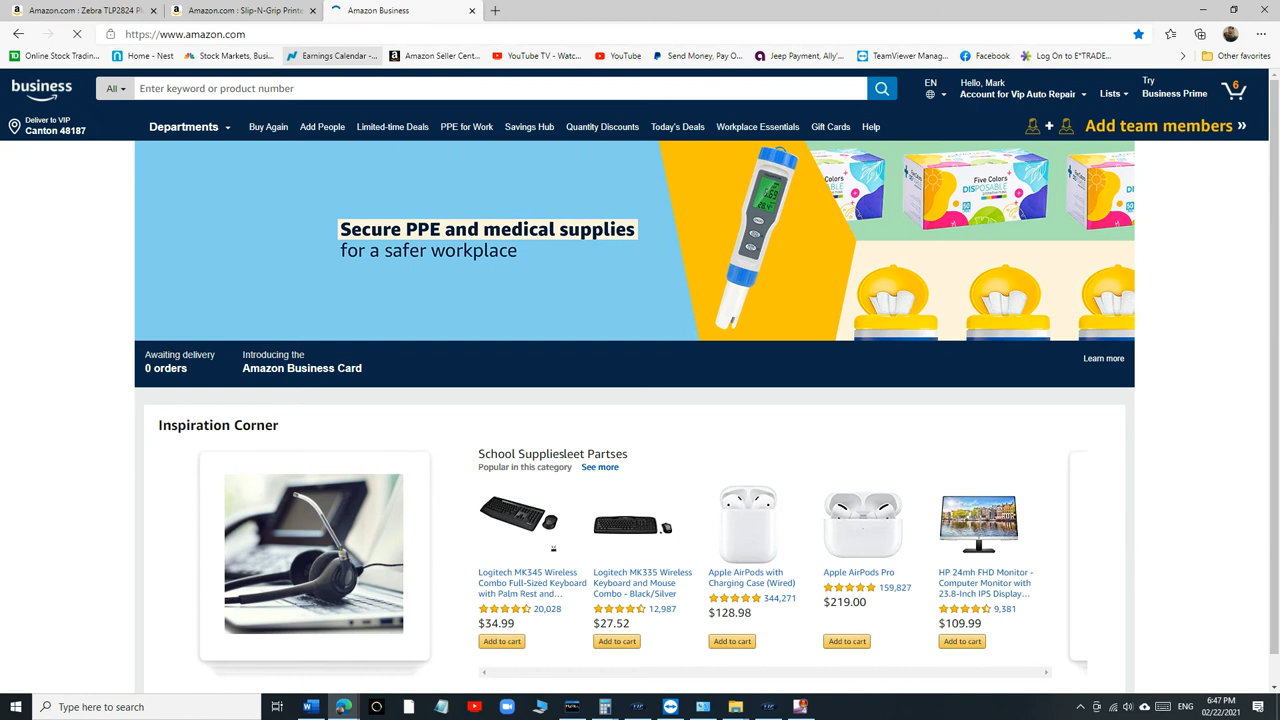 Amazon.com : Zebra TLP2824 Pl
Amazon.com : Slip-N-Grip Printe
Amazon Business
https://www.amazon.com
Online Stock Tradin...
Home - Nest
Stock Markets, Busi...
Earnings Calendar -...
Amazon Seller Cent...
YouTube TV - Watc...
YouTube
Send Money, Pay O...
Jeep Payment, Ally'...
TeamViewer Manag...
Facebook
Log On to E*TRADE...
Other favorites
business
All
Enter keyword or product number
EN
Hello, Mark
Account for Vip Auto Repair
Lists
Try
Business Prime
6
Deliver to VIP
Canton 48187
Departments
Buy Again
Add People
Limited-time Deals
PPE for Work
Savings Hub
Quantity Discounts
Today's Deals
Workplace Essentials
Gift Cards
Help
+ Add team members »
Secure PPE and medical supplies
for a safer workplace
Five Colors
DISPOSABLE
Awaiting delivery
0 orders
Introducing the
Amazon Business Card
Learn more
Inspiration Corner
School Suppliesleet Partses
Popular in this category See more
Logitech MK345 Wireless
Combo Full-Sized Keyboard
with Palm Rest and...
20,028
$34.99
Add to cart
Logitech MK335 Wireless
Keyboard and Mouse
Combo - Black/Silver
12,987
$27.52
Add to cart
Apple AirPods with
Charging Case (Wired)
344,271
$128.98
Add to cart
Apple AirPods Pro
159,827
$219.00
Add to cart
HP 24mh FHD Monitor -
Computer Monitor with
23.8-Inch IPS Display...
9,381
$109.99
Add to cart
Type here to search
VIP
VIP
ENG
6:47 PM
02/22/2021